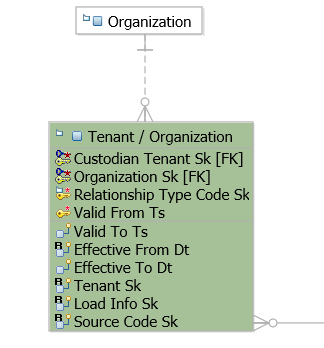 Organization
Tenant / Organization
Custodian Tenant Sk [FK]
Organization Sk [FK]
Relationship Type Code Sk
Valid From Ts
Valid To Ts
Effective From Dt
Effective To Dt
Tenant Sk
Load Info Sk
Source Code Sk